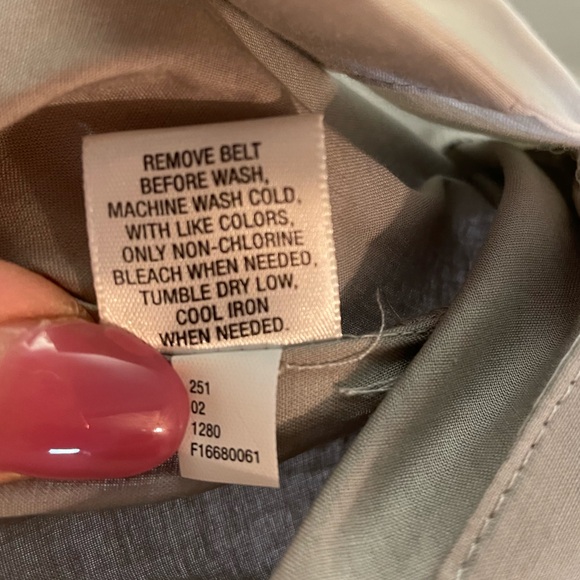 REMOVE BELT
BEFORE WASH,
MACHINE WASH COLD,
WITH LIKE COLORS,
ONLY NON-CHLORINE
BLEACH WHEN NEEDED,
TUMBLE DRY LOW,
COOL IRON
WHEN NEEDED.
251
02
1280
F16680061